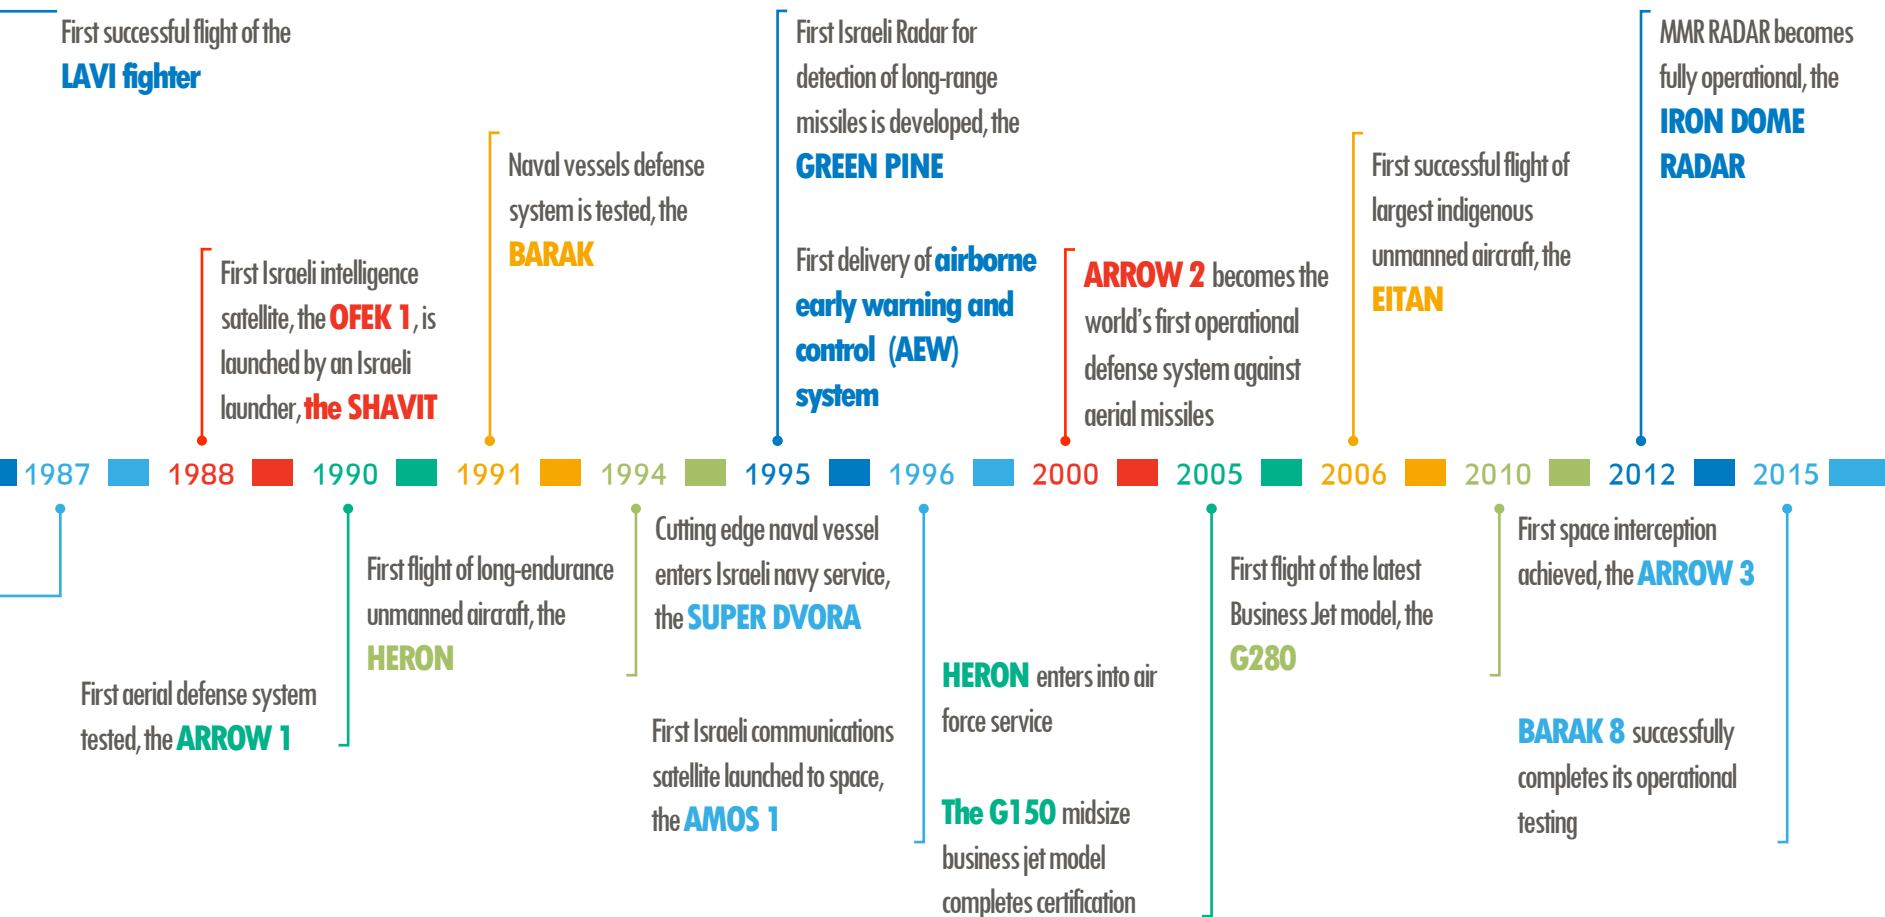 First successful flight of the
LAVI fighter
First Israeli intelligence
satellite, the OFEK 1, is
launched by an Israeli
launcher, the SHAVIT
Naval vessels defense
system is tested, the
BARAK
First Israeli Radar for
detection of long-range
missiles is developed, the
GREEN PINE
First delivery of airborne
early warning and
control (AEW)
system
ARROW 2 becomes the
world's first operational
defense system against
aerial missiles
First successful flight of
largest indigenous
unmanned aircraft, the
EITAN
MMR RADAR becomes
fully operational, the
IRON DOME
RADAR
1987 1988 1990 1991 1994 1995 1996 2000 2005 2006 2010 2012 2015
First aerial defense system
tested, the ARROW 1
First flight of long-endurance
unmanned aircraft, the
HERON
Cutting edge naval vessel
enters Israeli navy service,
the SUPER DVORA
First Israeli communications
satellite launched to space,
the AMOS 1
HERON enters into air
force service
The G150 midsize
business jet model
completes certification
First flight of the latest
Business Jet model, the
G280
First space interception
achieved, the ARROW 3
BARAK 8 successfully
completes its operational
testing